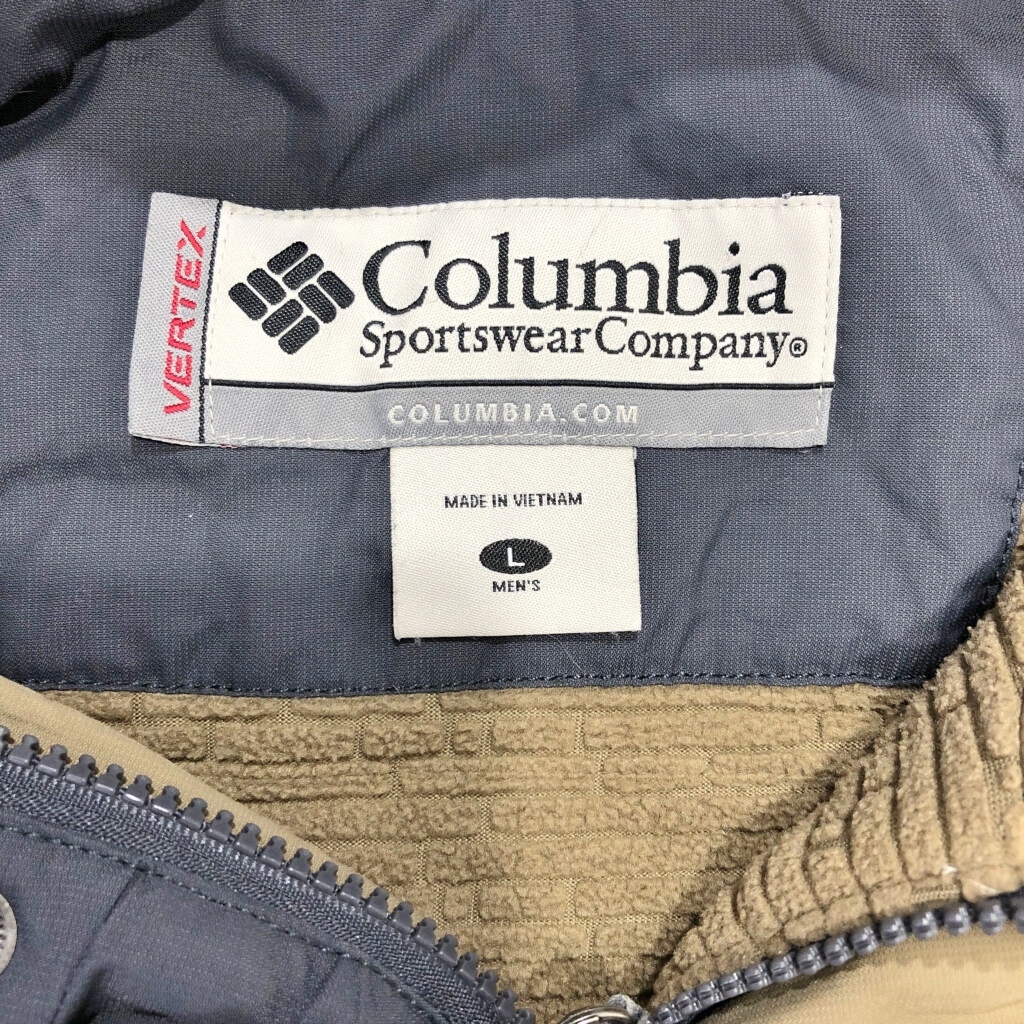 VERTEX
Columbia
Sportswear Company®
COLUMBIA.COM
MADE IN VIETNAM
L
MEN'S